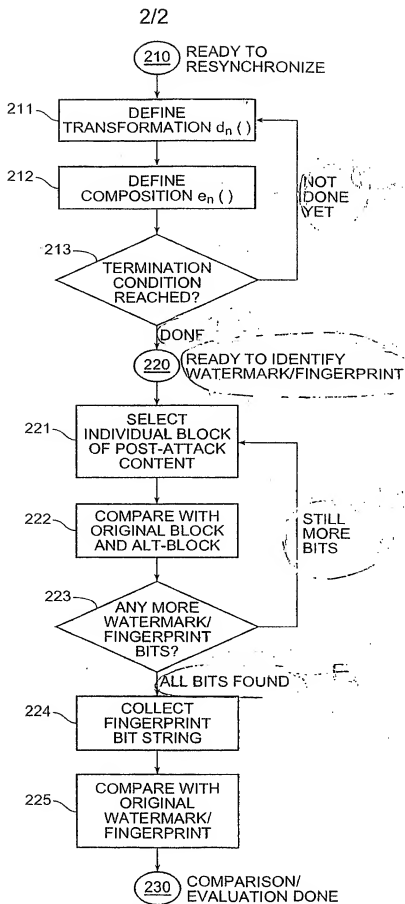 2/2
210
READY TO
RESYNCHRONIZE
211
DEFINE
TRANSFORMATION dn ( )
212
DEFINE
COMPOSITION en ( )
NOT
DONE
YET
213
TERMINATION
CONDITION
REACHED?
DONE
220
READY TO IDENTIFY
WATERMARK/FINGERPRINT
221
SELECT
INDIVIDUAL BLOCK
OF POST-ATTACK
CONTENT
222
COMPARE WITH
ORIGINAL BLOCK
AND ALT-BLOCK
STILL
MORE
BITS
223
ANY MORE
WATERMARK/
FINGERPRINT
BITS?
ALL BITS FOUND
224
COLLECT
FINGERPRINT
BIT STRING
225
COMPARE WITH
ORIGINAL
WATERMARK/
FINGERPRINT
230
COMPARISON/
EVALUATION DONE